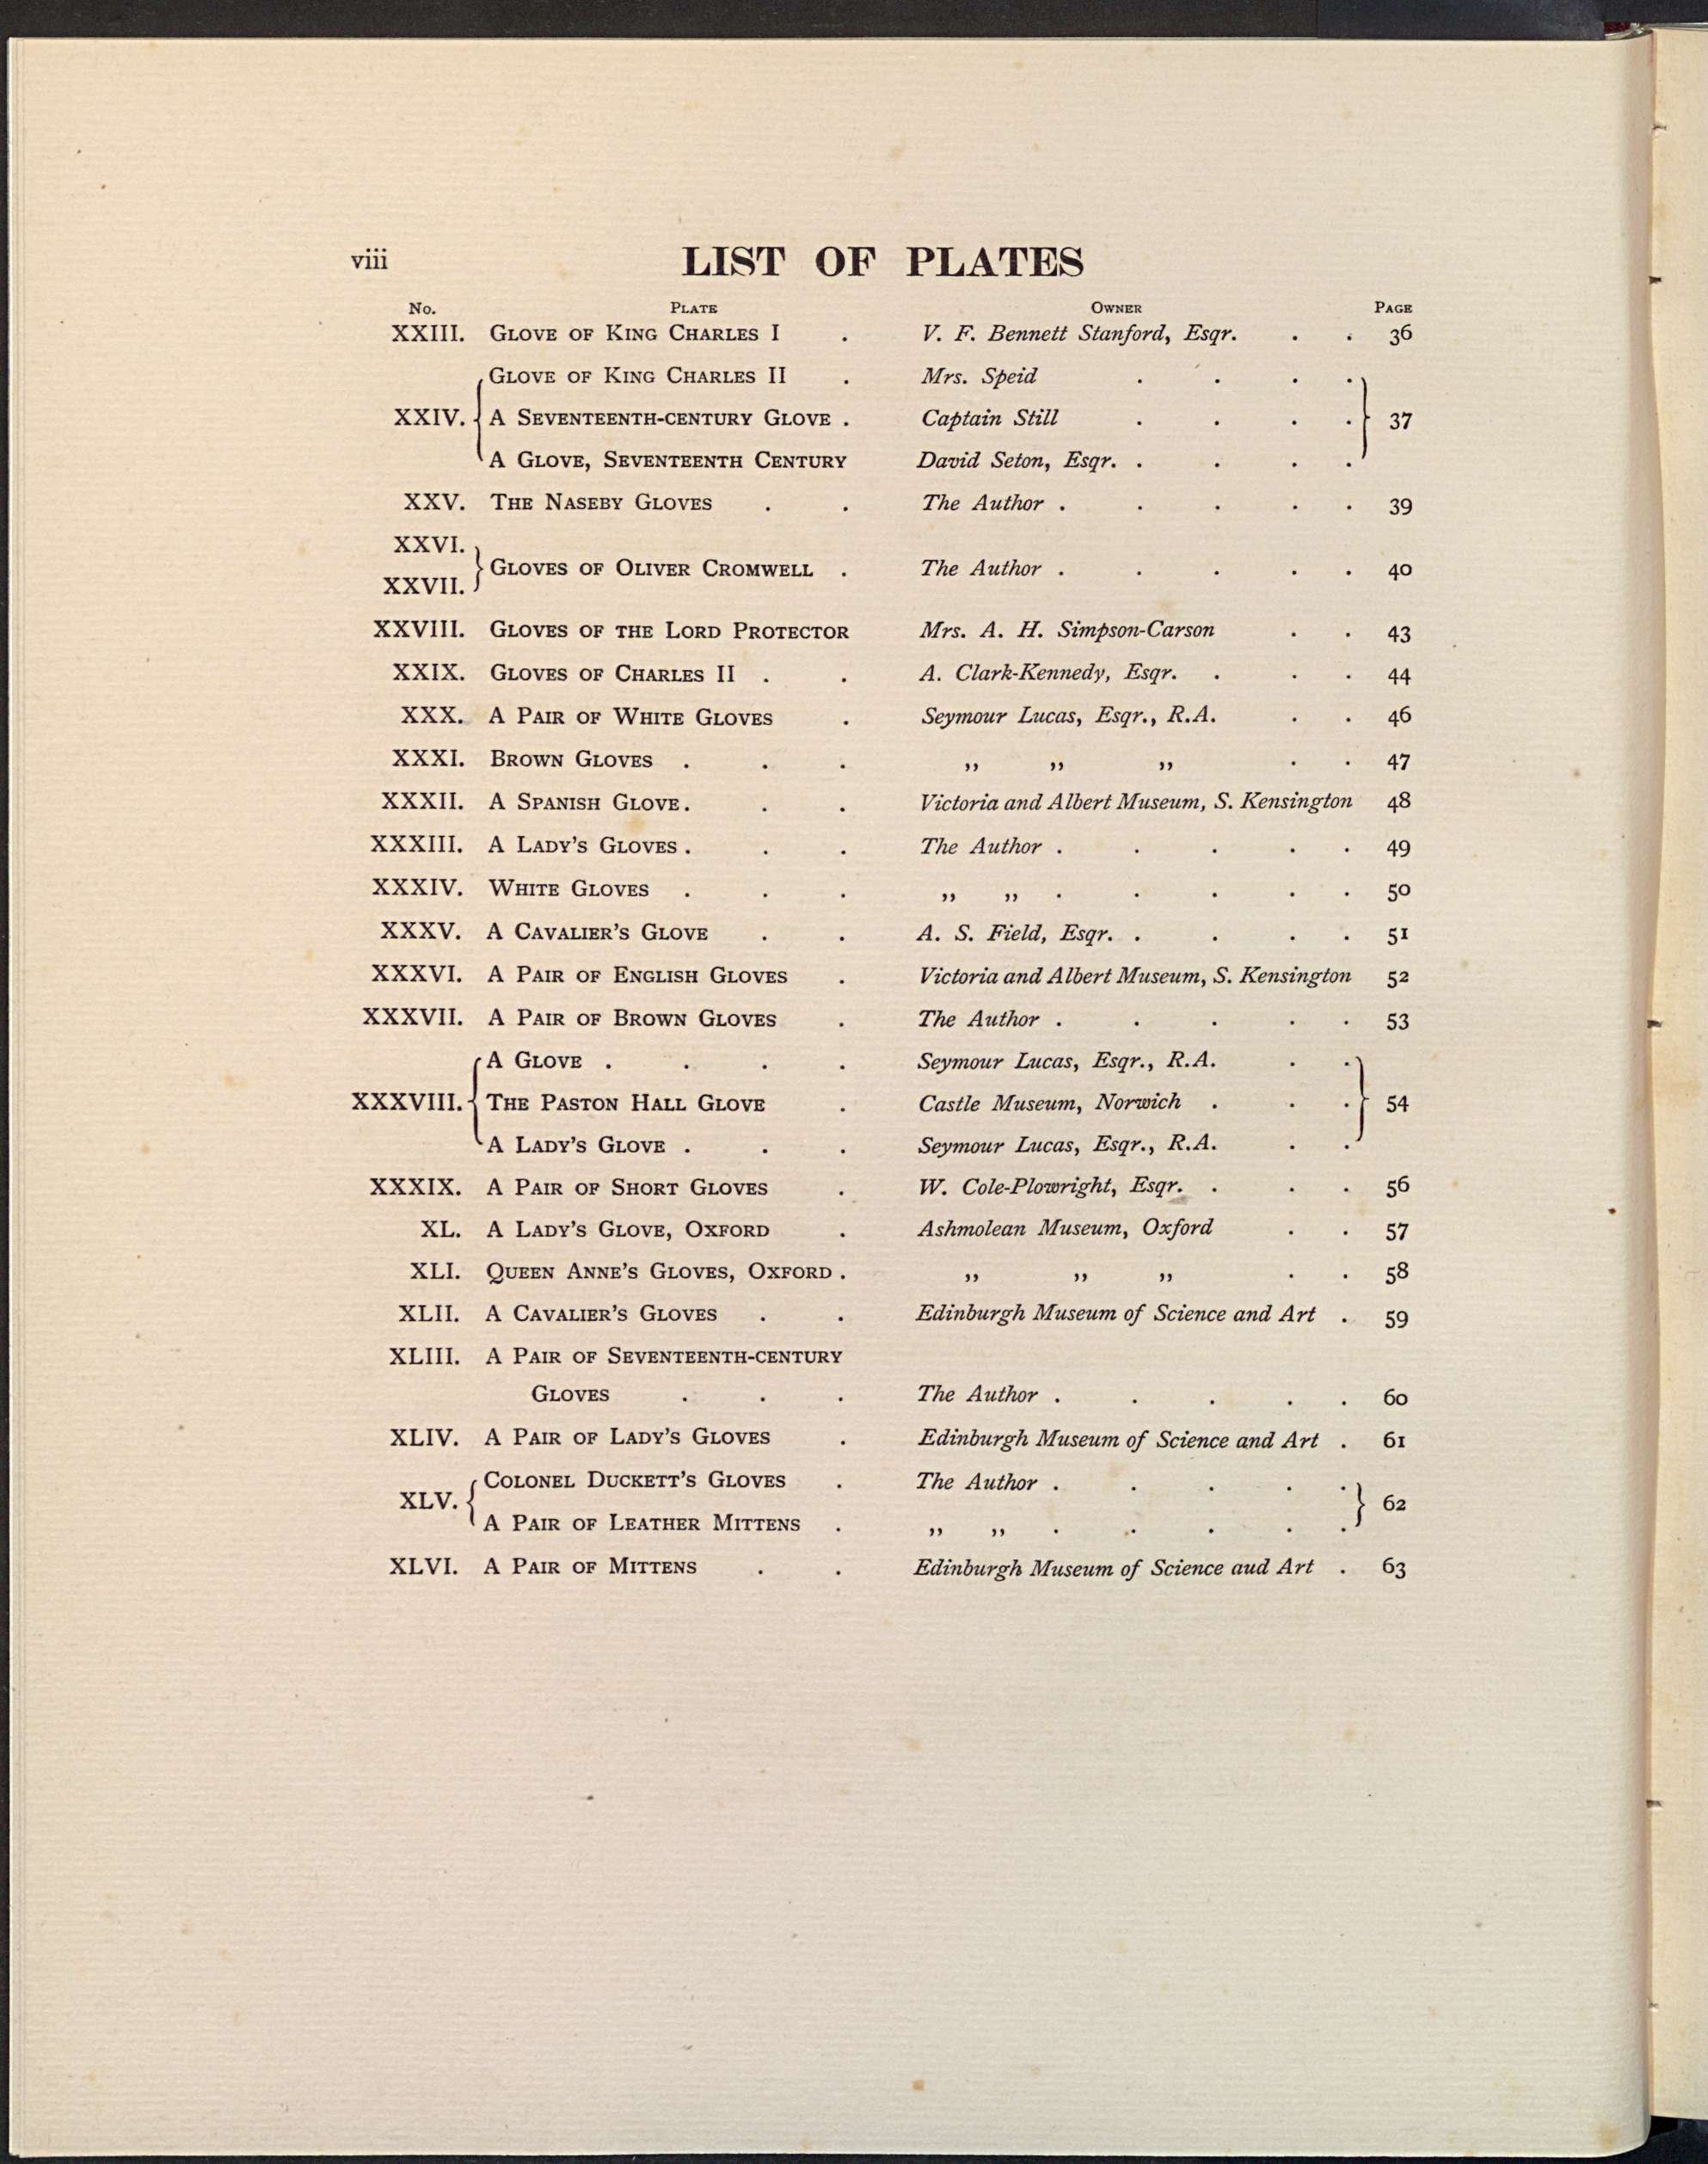 viii LIST OF PLATES
No. PLATE OWNER PAGE
XXIII. GLOVE OF KING CHARLES I . V. F. Bennett Stanford, Esqr. . . 36
GLOVE OF KING CHARLES II . Mrs. Speid . . . .
XXIV. A SEVENTEENTH-CENTURY GLOVE . Captain Still . . . . 37
A GLOVE, SEVENTEENTH CENTURY David Seton, Esqr. . . . .
XXV. THE NASEBY GLOVES . . The Author . . . . . 39
XXVI.
GLOVES OF OLIVER CROMWELL . The Author . . . . . 40
XXVII.
XXVIII. GLOVES OF THE LORD PROTECTOR Mrs. A. H. Simpson-Carson . . 43
XXIX. GLOVES OF CHARLES II . . A. Clark-Kennedy, Esqr. . . . 44
XXX. A PAIR OF WHITE GLOVES . Seymour Lucas, Esqr., R.A. . . 46
XXXI. BROWN GLOVES . . . ,, ,, ,, . . 47
XXXII. A SPANISH GLOVE . . . Victoria and Albert Museum, S. Kensington 48
XXXIII. A LADY'S GLOVES . . . The Author . . . . . 49
XXXIV. WHITE GLOVES . . . ,, ,, . . . . . 50
XXXV. A CAVALIER'S GLOVE . . A. S. Field, Esqr. . . . . 51
XXXVI. A PAIR OF ENGLISH GLOVES . Victoria and Albert Museum, S. Kensington 52
XXXVII. A PAIR OF BROWN GLOVES . The Author . . . . . 53
A GLOVE . . . . Seymour Lucas, Esqr., R.A. . .
XXXVIII. THE PASTON HALL GLOVE . Castle Museum, Norwich . . . 54
A LADY'S GLOVE . . . Seymour Lucas, Esqr., R.A. . .
XXXIX. A PAIR OF SHORT GLOVES . W. Cole-Plowright, Esqr. . . . 56
XL. A LADY'S GLOVE, OXFORD . Ashmolean Museum, Oxford . . 57
XLI. QUEEN ANNE'S GLOVES, OXFORD . ,, ,, ,, . . 58
XLII. A CAVALIER'S GLOVES . . Edinburgh Museum of Science and Art . 59
XLIII. A PAIR OF SEVENTEENTH-CENTURY
GLOVES . . . The Author . . . . . 60
XLIV. A PAIR OF LADY'S GLOVES . Edinburgh Museum of Science and Art . 61
COLONEL DUCKETT'S GLOVES . The Author . . . . .
XLV. 62
A PAIR OF LEATHER MITTENS . ,, ,, . . . . .
XLVI. A PAIR OF MITTENS . . Edinburgh Museum of Science aud Art . 63